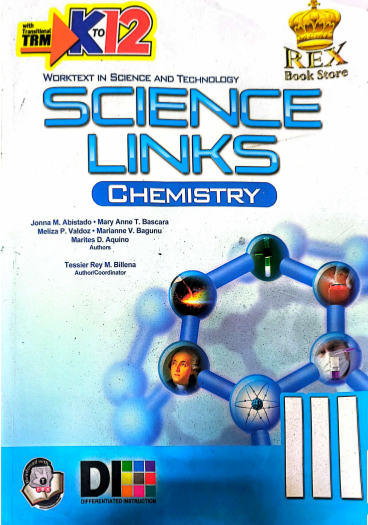 with
Transitional
TRM
K TO 12
REX
Book Store
WORKTEXT IN SCIENCE AND TECHNOLOGY
SCIENCE
LINKS
CHEMISTRY
Jonna M. Abistado • Mary Anne T. Bascara
Meliza P. Valdoz • Marianne V. Bagunu
Marites D. Aquino
Authors
Tessier Rey M. Billena
Author/Coordinator
III
DI
DIFFERENTIATED INSTRUCTION